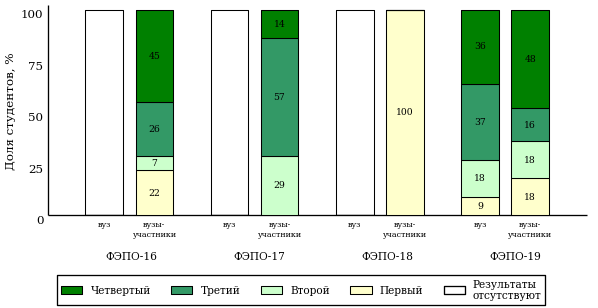 100
75
50
25
0
Доля студентов, %
45
26
7
22
14
57
29
100
36
37
18
9
48
16
18
18
вуз
вузы-
участники
вуз
вузы-
участники
вуз
вузы-
участники
вуз
вузы-
участники
ФЭПО-16
ФЭПО-17
ФЭПО-18
ФЭПО-19
Четвертый
Третий
Второй
Первый
Результаты
отсутствуют